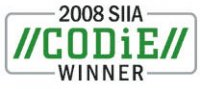 2008 SIIA
//CODiE//
WINNER